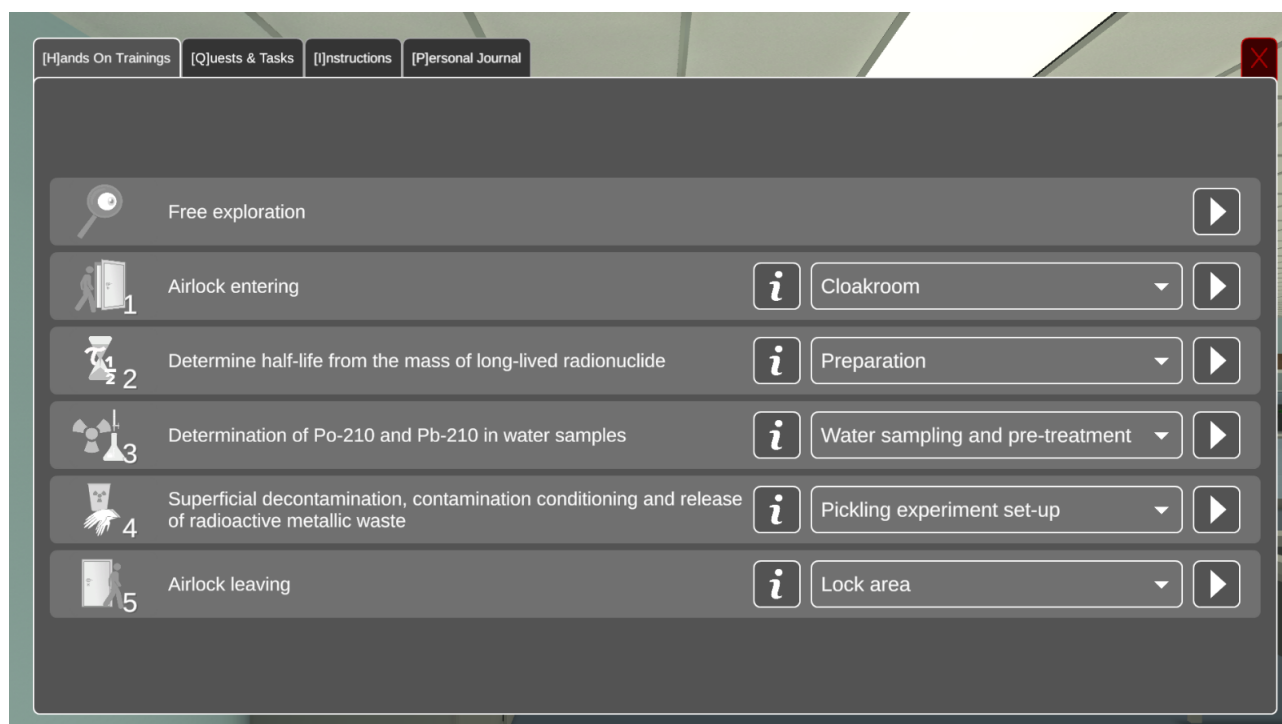 [H]ands On Trainings
[Q]uests & Tasks
[I]nstructions
[P]ersonal Journal
X
Free exploration
1
Airlock entering
i
Cloakroom
T1/2
2
Determine half-life from the mass of long-lived radionuclide
i
Preparation
3
Determination of Po-210 and Pb-210 in water samples
i
Water sampling and pre-treatment
4
Superficial decontamination, contamination conditioning and release
of radioactive metallic waste
i
Pickling experiment set-up
5
Airlock leaving
i
Lock area